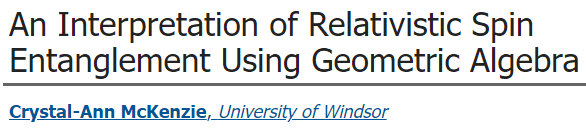 An Interpretation of Relativistic Spin
Entanglement Using Geometric Algebra
Crystal-Ann McKenzie, University of Windsor